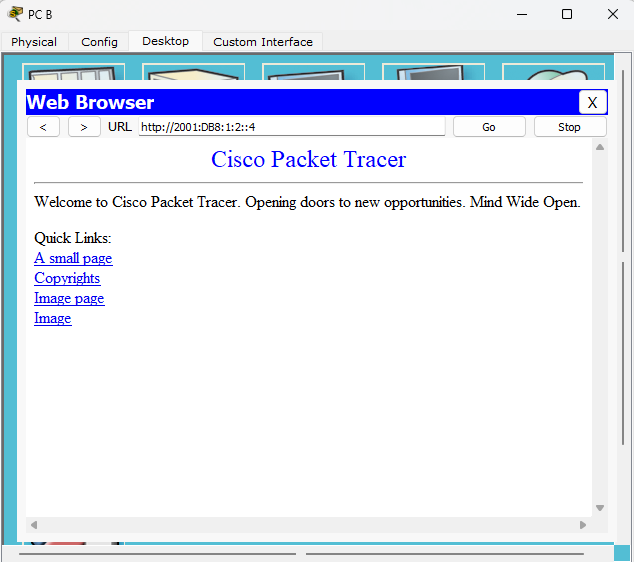 PC B
Physical Config Desktop Custom Interface
Web Browser X
< > URL http://2001:DB8:1:2::4 Go Stop
Cisco Packet Tracer
Welcome to Cisco Packet Tracer. Opening doors to new opportunities. Mind Wide Open.
Quick Links:
A small page
Copyrights
Image page
Image